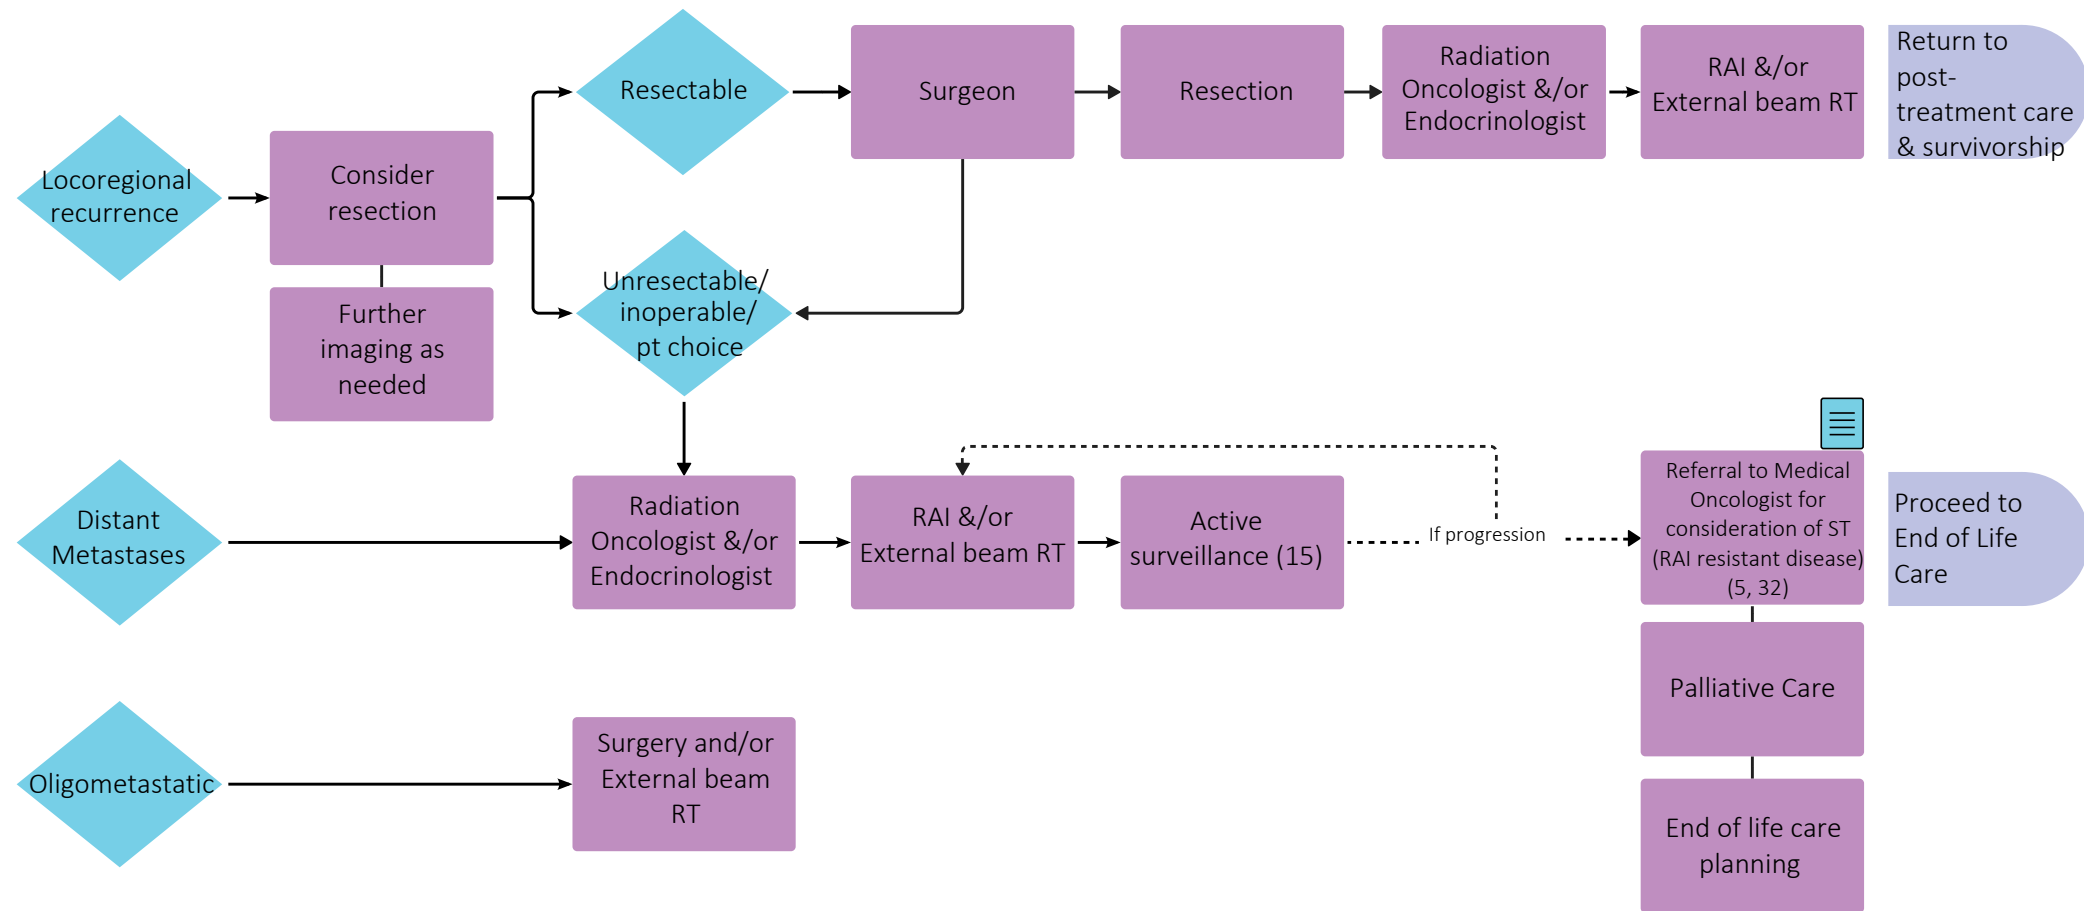 Locoregional
recurrence
Consider
resection
Further
imaging as
needed
Resectable
Surgeon
Resection
Radiation
Oncologist &/or
Endocrinologist
RAI &/or
External beam RT
Return to
post-
treatment care
& survivorship
Unresectable/
inoperable/
pt choice
Distant
Metastases
Radiation
Oncologist &/or
Endocrinologist
RAI &/or
External beam RT
Active
surveillance (15)
If progression
Referral to Medical
Oncologist for
consideration of ST
(RAI resistant disease)
(5, 32)
Proceed to
End of Life
Care
Palliative Care
End of life care
planning
Oligometastatic
Surgery and/or
External beam
RT